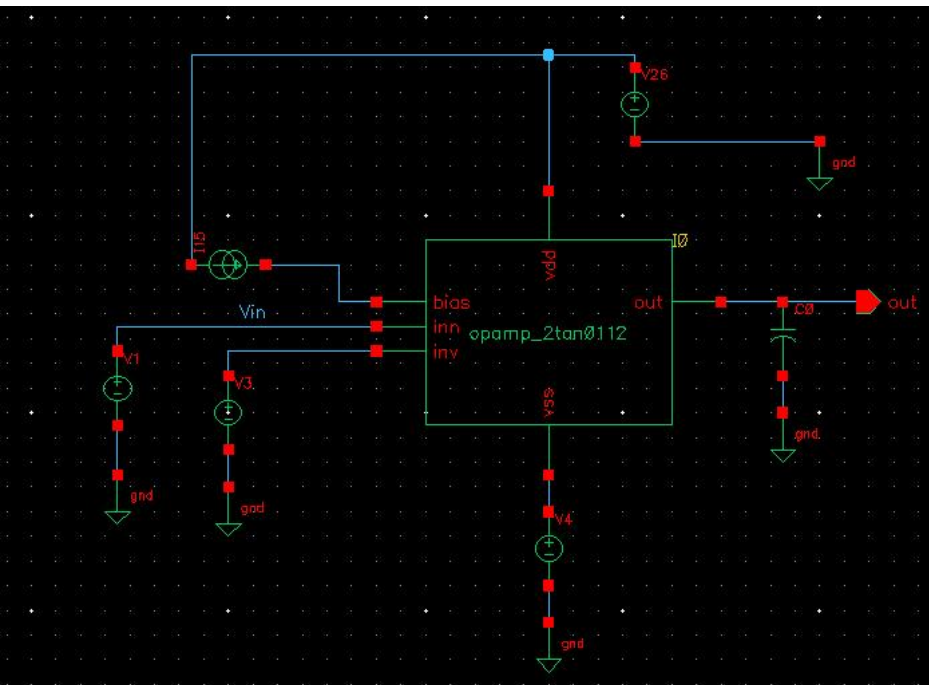 V26
gnd
I15
I0
vdd
bias
out
out
Vin
inn
C0
opamp_2tan0112
inv
V1
V3
vss
gnd
gnd
gnd
V4
gnd